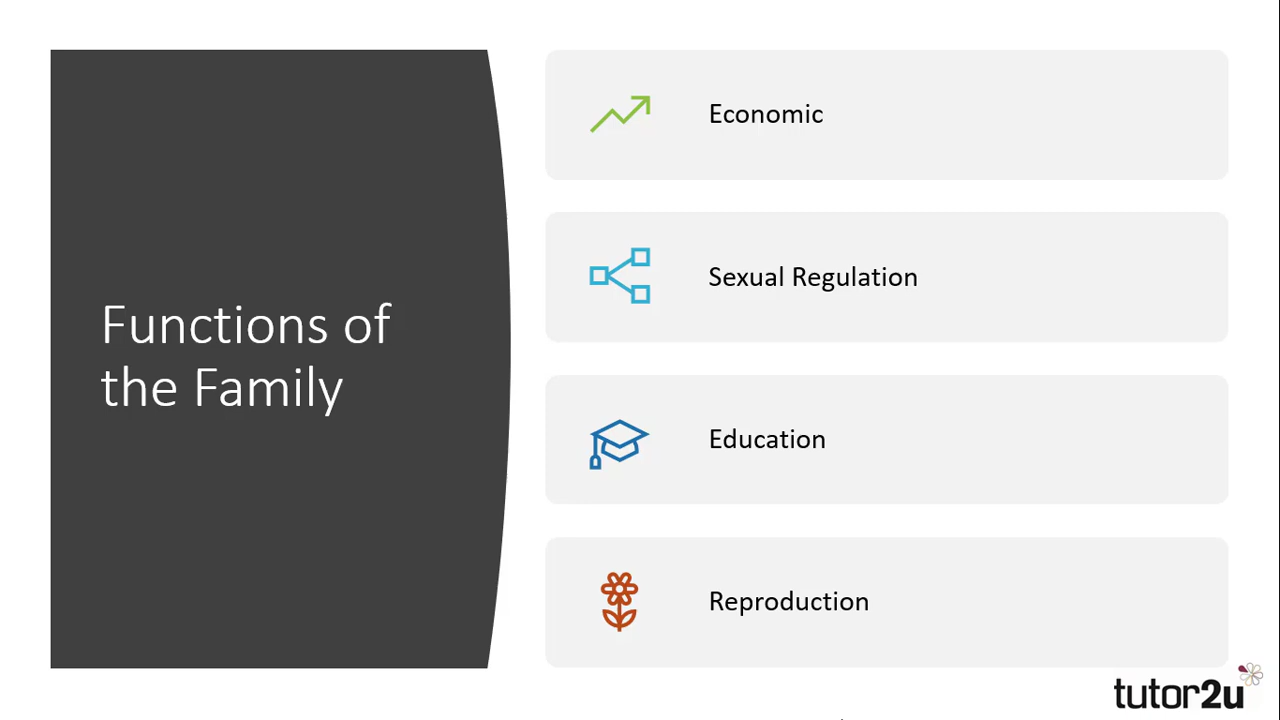 Functions of
the Family
Economic
Sexual Regulation
Education
Reproduction
tutor2u